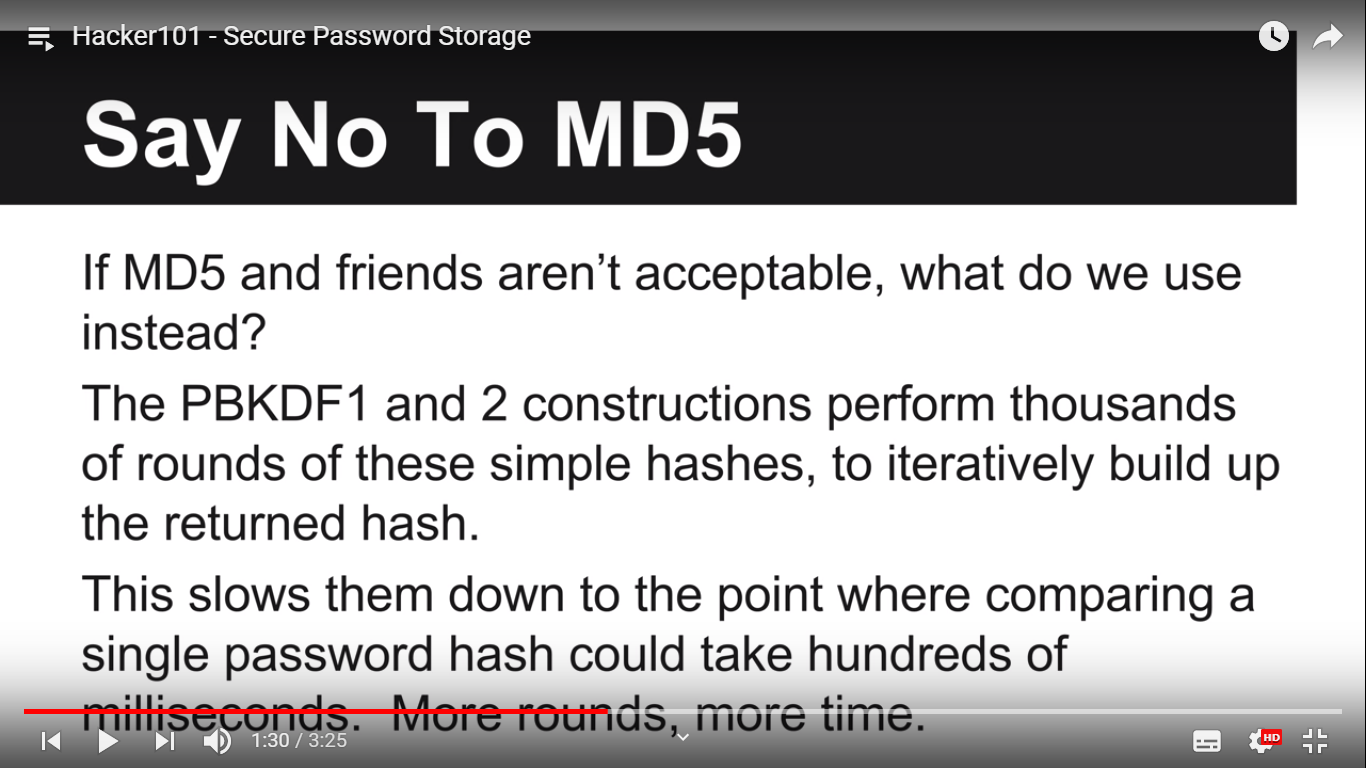 Hacker101 - Secure Password Storage
Say No To MD5
If MD5 and friends aren’t acceptable, what do we use
instead?
The PBKDF1 and 2 constructions perform thousands
of rounds of these simple hashes, to iteratively build up
the returned hash.
This slows them down to the point where comparing a
single password hash could take hundreds of
milliseconds.  More rounds, more time.
1:30 / 3:25
HD